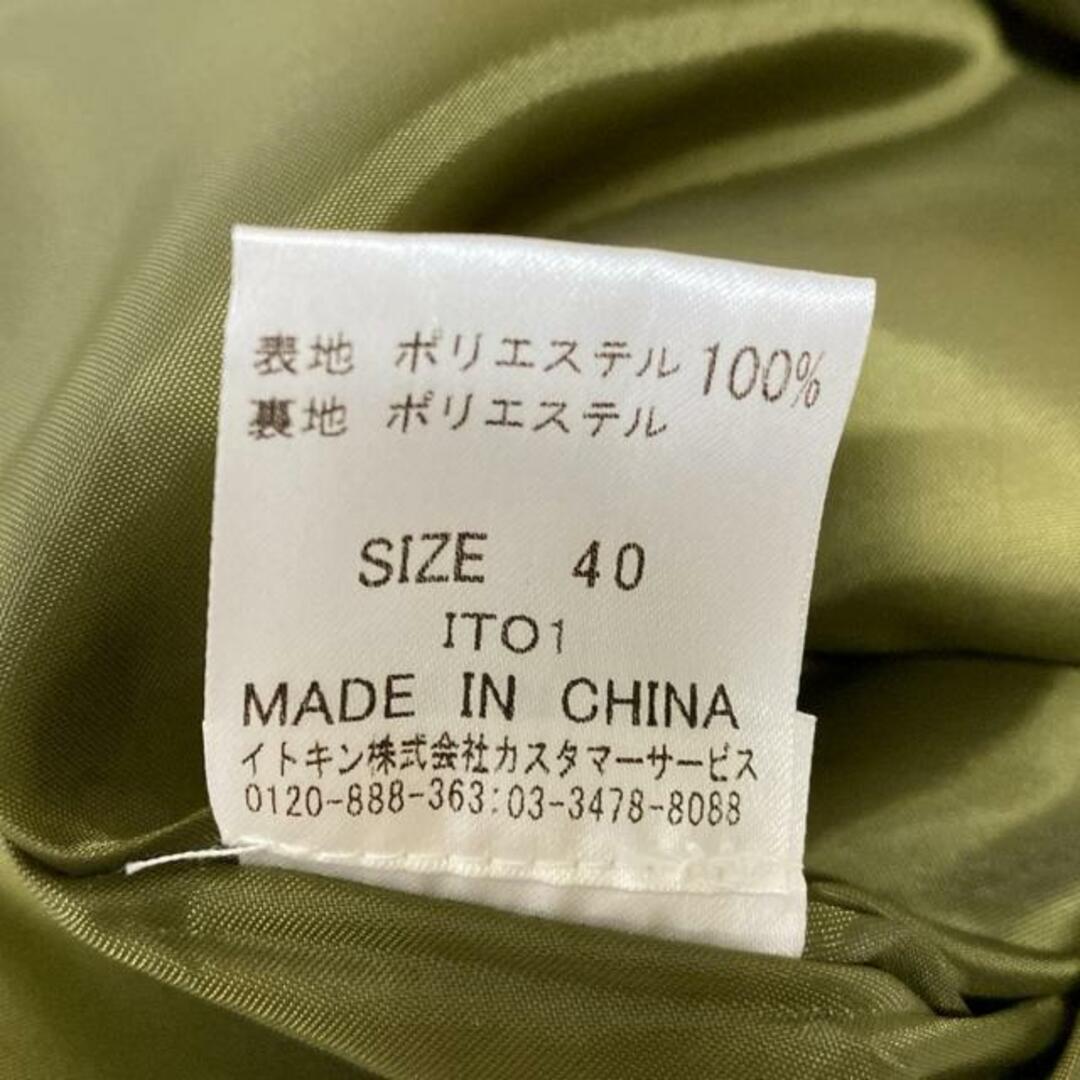 表地 ポリエステル 100%
裏地 ポリエステル
SIZE 40
ITO1
MADE IN CHINA
イトキン株式会社カスタマーサービス
0120-888-363:03-3478-8088